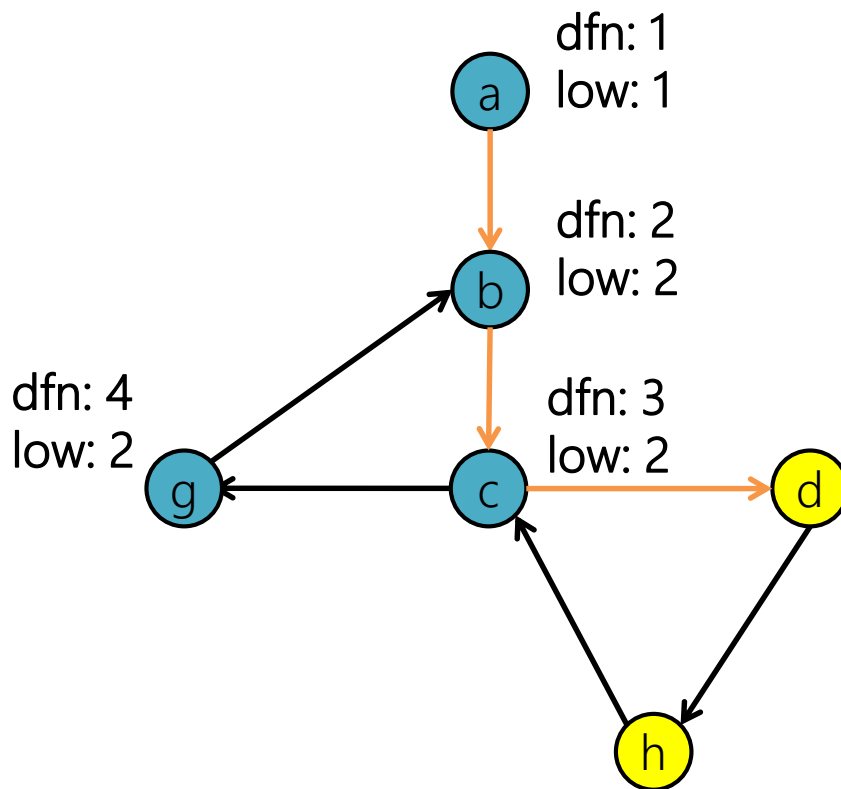 dfn: 1
low: 1
a
dfn: 2
low: 2
b
dfn: 4
low: 2
dfn: 3
low: 2
g
c
d
h